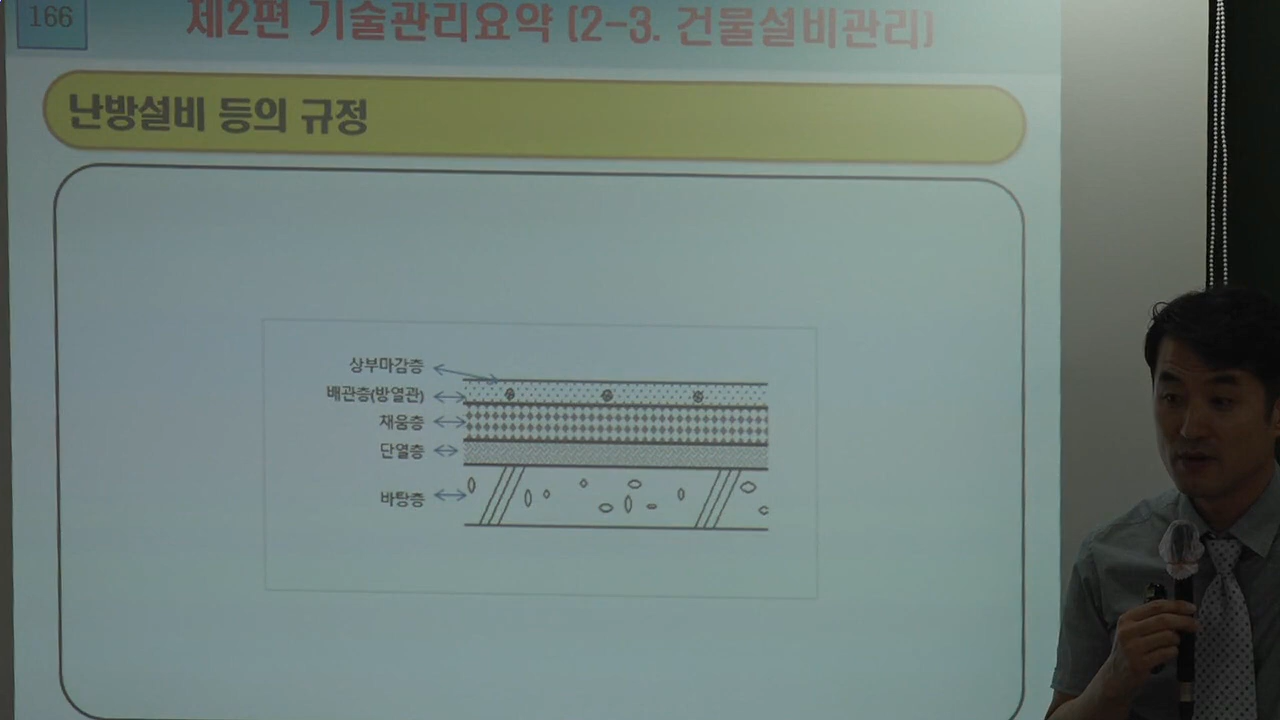 166
제2편 기술관리요약 (2-3. 건물설비관리)
난방설비 등의 규정
상부마감층
배관층(방열관)
채움층
단열층
바탕층